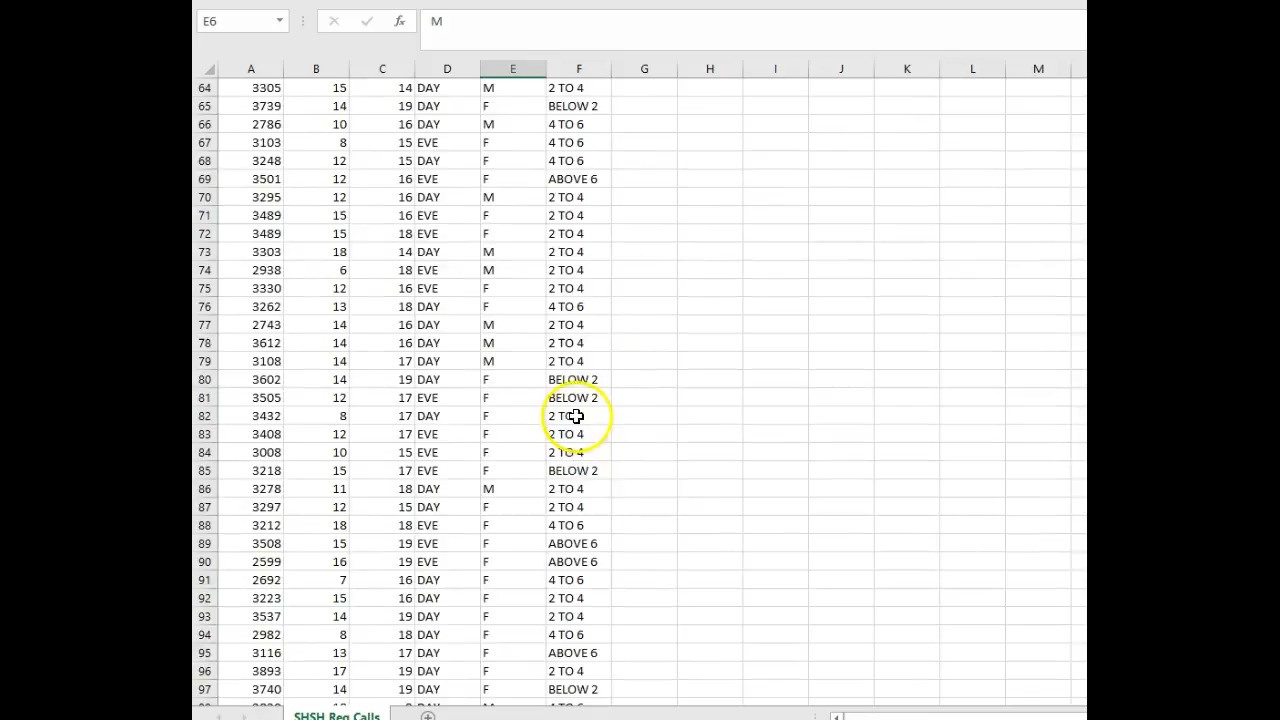 E6 fx M
A B C D E F G H I J K L M
64 3305 15 14 DAY M 2 TO 4
65 3739 14 19 DAY F BELOW 2
66 2786 10 16 DAY M 4 TO 6
67 3103 8 15 EVE F 4 TO 6
68 3248 12 15 DAY F 4 TO 6
69 3501 12 16 EVE F ABOVE 6
70 3295 12 16 DAY M 2 TO 4
71 3489 15 16 EVE F 2 TO 4
72 3489 15 18 EVE F 2 TO 4
73 3303 18 14 DAY M 2 TO 4
74 2938 6 18 EVE M 2 TO 4
75 3330 12 16 EVE F 2 TO 4
76 3262 13 18 DAY F 4 TO 6
77 2743 14 16 DAY M 2 TO 4
78 3612 14 16 DAY M 2 TO 4
79 3108 14 17 DAY M 2 TO 4
80 3602 14 19 DAY F BELOW 2
81 3505 12 17 EVE F BELOW 2
82 3432 8 17 DAY F 2 TO
83 3408 12 17 EVE F 2 TO 4
84 3008 10 15 EVE F 2 TO 4
85 3218 15 17 EVE F BELOW 2
86 3278 11 18 DAY M 2 TO 4
87 3297 12 15 DAY F 2 TO 4
88 3212 18 18 EVE F 4 TO 6
89 3508 15 19 EVE F ABOVE 6
90 2599 16 19 EVE F ABOVE 6
91 2692 7 16 DAY F 4 TO 6
92 3223 15 16 DAY F 2 TO 4
93 3537 14 19 DAY F 2 TO 4
94 2982 8 18 DAY F 4 TO 6
95 3116 13 17 DAY F ABOVE 6
96 3893 17 19 DAY F 2 TO 4
97 3740 14 19 DAY F BELOW 2
SHSH Reg Calls